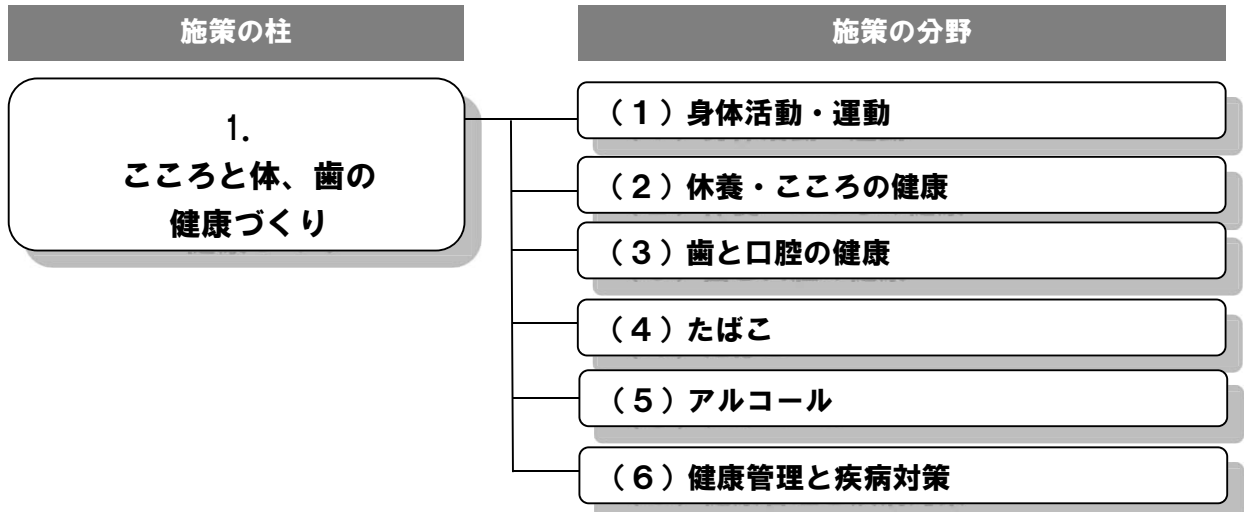 施策の柱
施策の分野
1.
こころと体、歯の
健康づくり
（１）身体活動・運動
（２）休養・こころの健康
（３）歯と口腔の健康
（４）たばこ
（５）アルコール
（６）健康管理と疾病対策